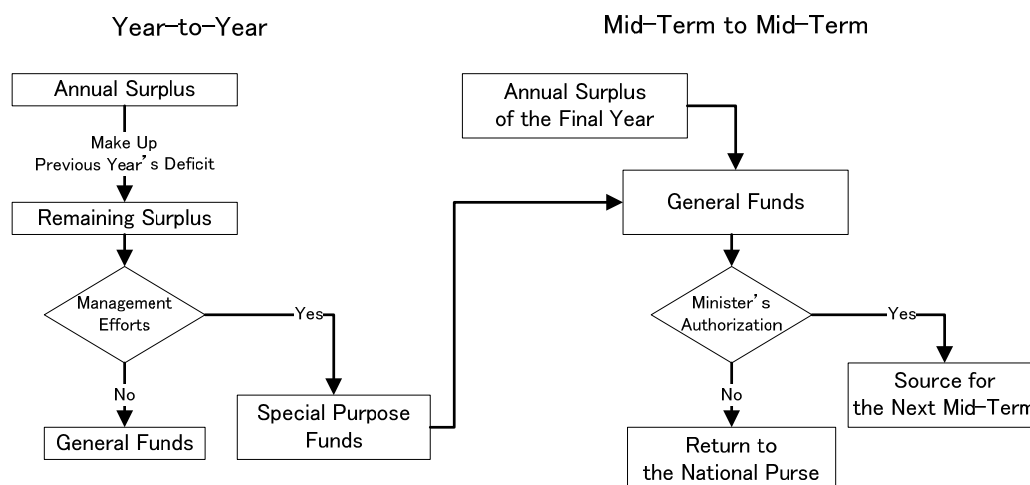 Year-to-Year
Annual Surplus
Make Up
Previous Year's Deficit
Remaining Surplus
Management
Efforts
Yes
No
General Funds
Special Purpose
Funds
Mid-Term to Mid-Term
Annual Surplus
of the Final Year
General Funds
Minister's
Authorization
Yes
No
Source for
the Next Mid-Term
Return to
the National Purse